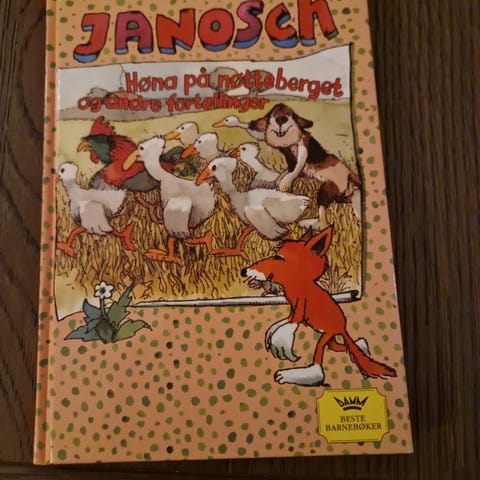 JANOSCH
Høna på nøtteberget
og andre fortellinger
DAMM
BESTE
BARNEBØKER